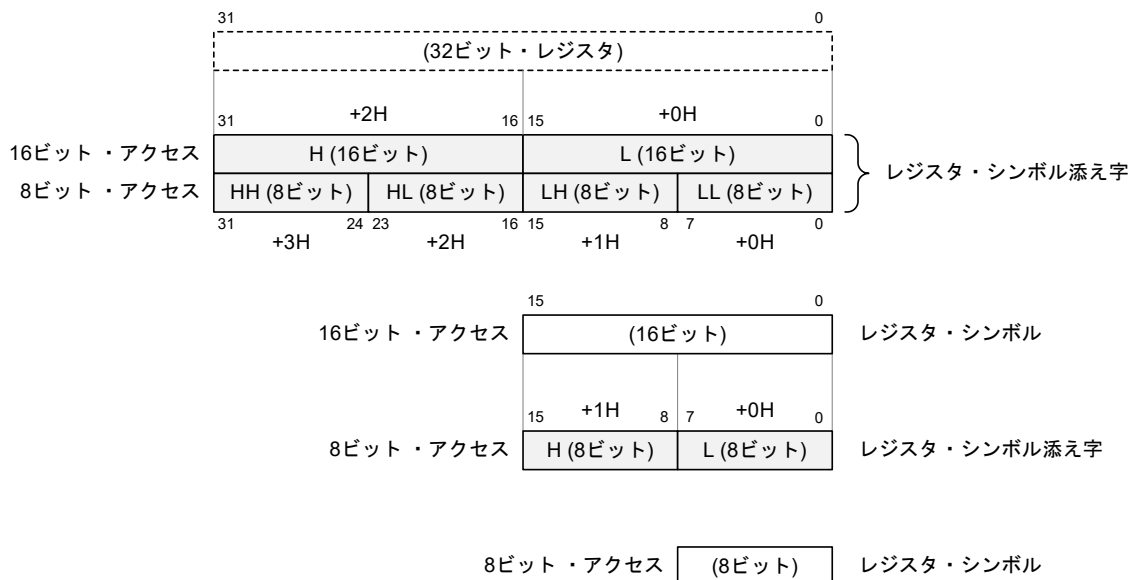 31 0
(32ビット・レジスタ)
+2H +0H
31 16 15 0
16ビット ・アクセス H (16ビット) L (16ビット)
レジスタ・シンボル添え字
8ビット ・アクセス HH (8ビット) HL (8ビット) LH (8ビット) LL (8ビット)
31 24 23 16 15 8 7 0
+3H +2H +1H +0H
15 0
16ビット ・アクセス (16ビット) レジスタ・シンボル
+1H +0H
15 8 7 0
8ビット ・アクセス H (8ビット) L (8ビット) レジスタ・シンボル添え字
8ビット ・アクセス (8ビット) レジスタ・シンボル